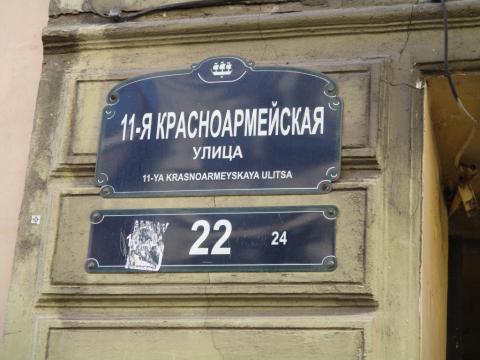 11-Я КРАСНОАРМЕЙСКАЯ
УЛИЦА
11-YA KRASNOARMEYSKAYA ULITSA
22 24